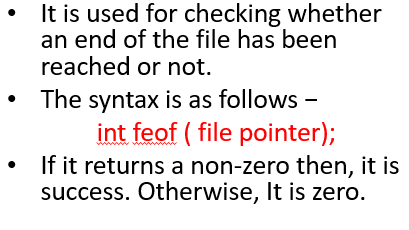 • It is used for checking whether
an end of the file has been
reached or not.
• The syntax is as follows −
int feof ( file pointer);
• If it returns a non-zero then, it is
success. Otherwise, It is zero.